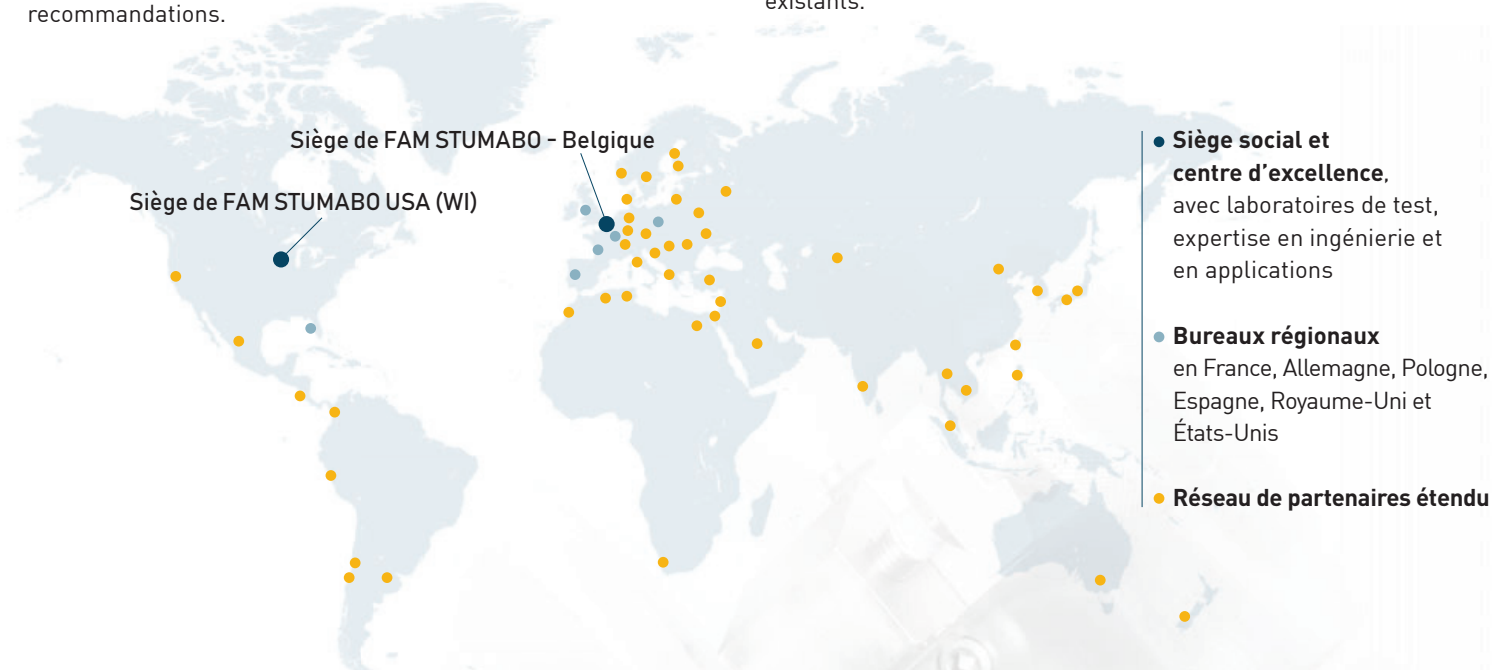 recommandations.
existants.
Siège de FAM STUMABO - Belgique
Siège de FAM STUMABO USA (WI)
Siège social et
centre d’excellence,
avec laboratoires de test,
expertise en ingénierie et
en applications
Bureaux régionaux
en France, Allemagne, Pologne,
Espagne, Royaume-Uni et
États-Unis
Réseau de partenaires étendu